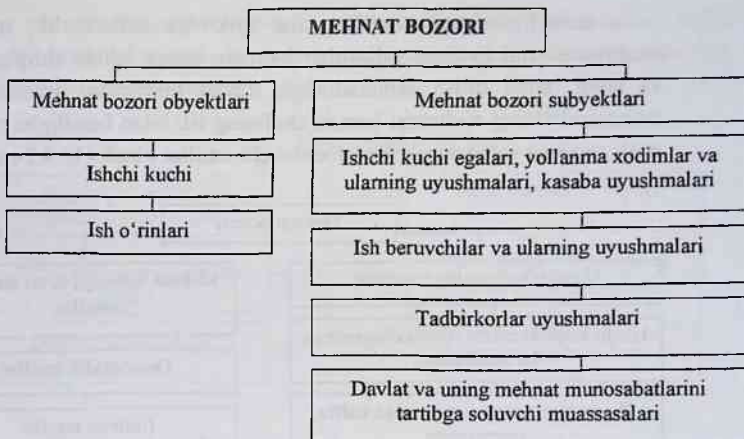 MEHNAT BOZORI
Mehnat bozori obyektlari
Ishchi kuchi
Ish o‘rinlari
Mehnat bozori subyektlari
Ishchi kuchi egalari, yollanma xodimlar va
ularning uyushmalari, kasaba uyushmalari
Ish beruvchilar va ularning uyushmalari
Tadbirkorlar uyushmalari
Davlat va uning mehnat munosabatlarini
tartibga soluvchi muassasalari